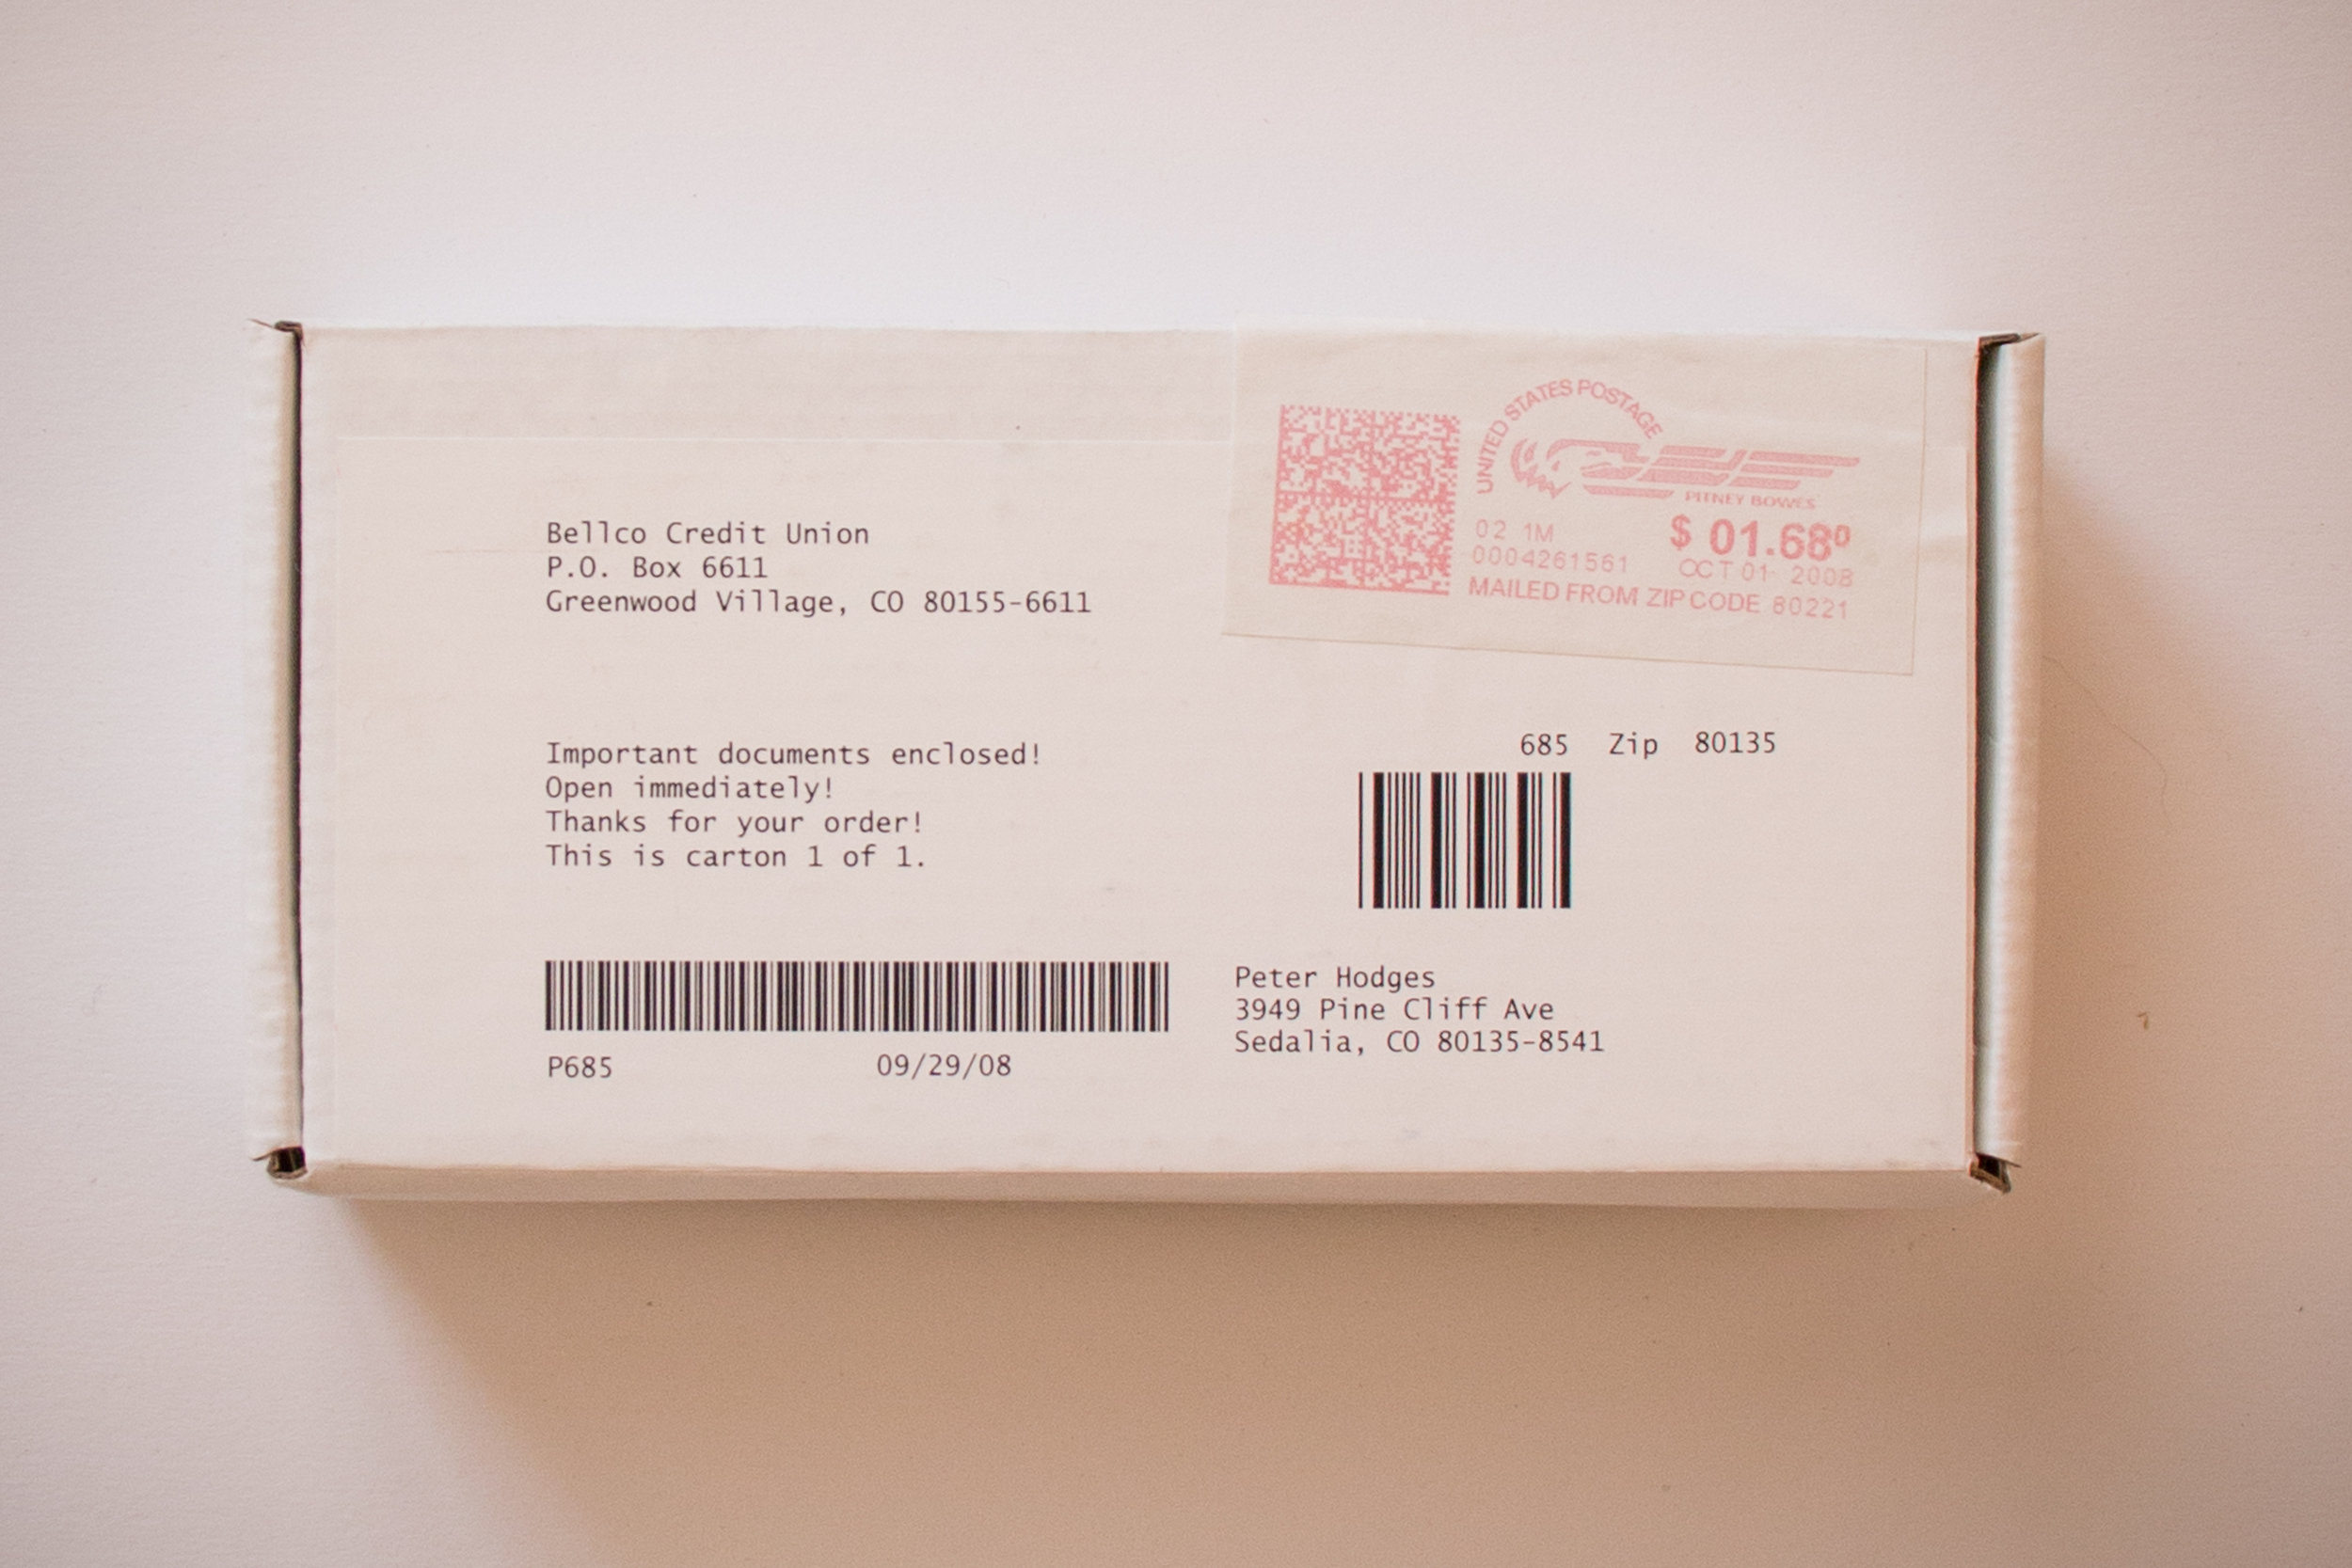 Bellco Credit Union
P.O. Box 6611
Greenwood Village, CO 80155-6611
UNITED STATES POSTAGE
PITNEY BOWES
02 1M
$ 01.68⁰
0004261561
OCT 01 2008
MAILED FROM ZIP CODE 80221
Important documents enclosed!
Open immediately!
Thanks for your order!
This is carton 1 of 1.
685 Zip 80135
P685 09/29/08
Peter Hodges
3949 Pine Cliff Ave
Sedalia, CO 80135-8541